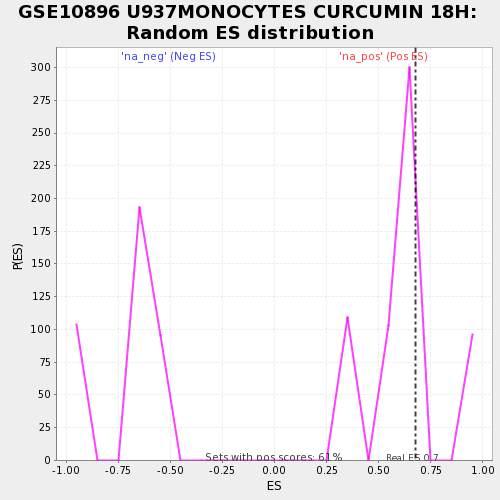 GSE10896 U937MONOCYTES CURCUMIN 18H:
Random ES distribution
'na_neg' (Neg ES)
'na_pos' (Pos ES)
300
275
250
225
200
175
150
125
100
75
50
25
0
P(ES)
Sets with pos scores: 61%
Real ES 0.7
-1.00 -0.75 -0.50 -0.25 0.00 0.25 0.50 0.75 1.00
ES